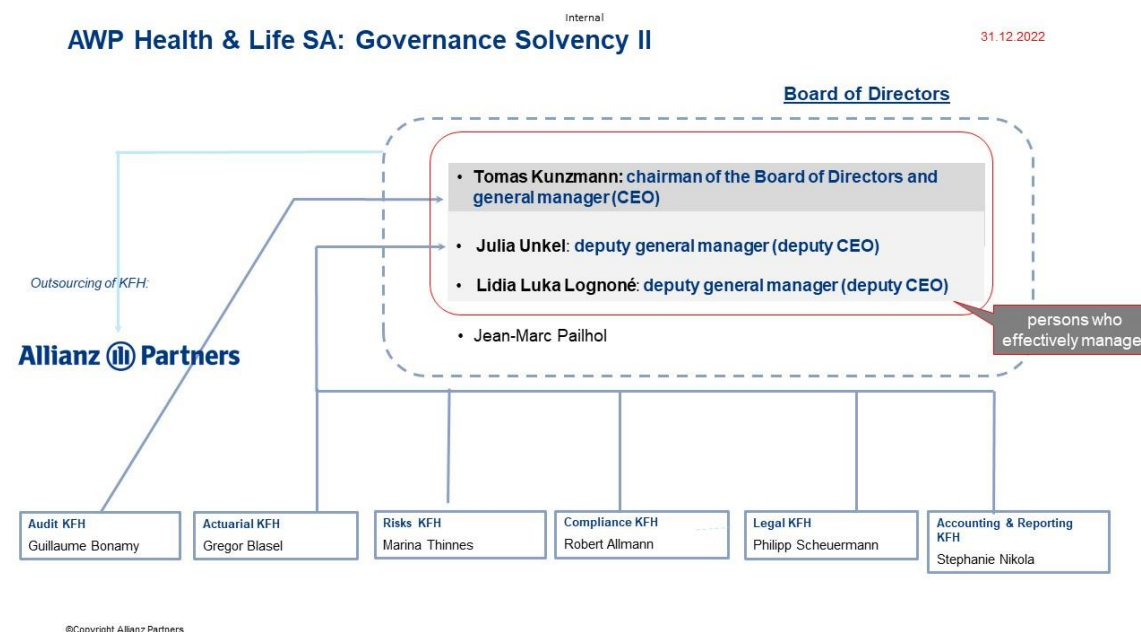 Internal
AWP Health & Life SA: Governance Solvency II
31.12.2022
Board of Directors
• Tomas Kunzmann: chairman of the Board of Directors and
general manager (CEO)
• Julia Unkel: deputy general manager (deputy CEO)
Outsourcing of KFH:
• Lidia Luka Lognoné: deputy general manager (deputy CEO)
persons who
effectively manage
• Jean-Marc Pailhol
Allianz Partners
Audit KFH
Guillaume Bonamy
Actuarial KFH
Gregor Blasel
Risks KFH
Marina Thinnes
Compliance KFH
Robert Allmann
Legal KFH
Philipp Scheuermann
Accounting & Reporting
KFH
Stephanie Nikola
©Copyright Allianz Partners